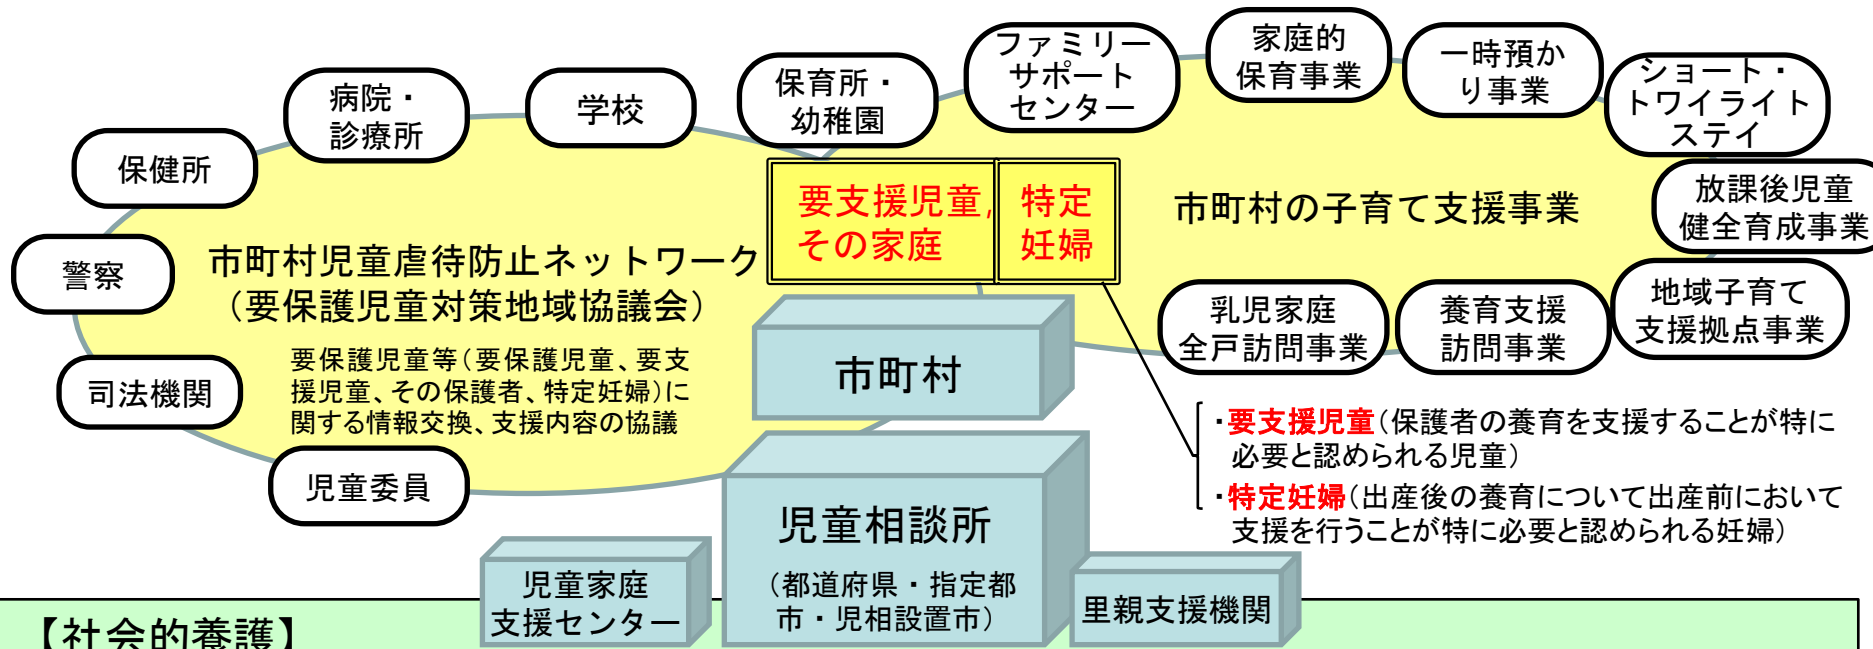 ファミリー
サポート
センター
家庭的
保育事業
一時預か
り事業
ショート・
トワイライト
ステイ
保育所・
幼稚園
学校
病院・
診療所
保健所
警察
司法機関
児童委員
放課後児童
健全育成事業
地域子育て
支援拠点事業
養育支援
訪問事業
乳児家庭
全戸訪問事業
要支援児童,
その家庭
特定
妊婦
市町村の子育て支援事業
市町村児童虐待防止ネットワーク
(要保護児童対策地域協議会)
要保護児童等(要保護児童、要支
援児童、その保護者、特定妊婦)に
関する情報交換、支援内容の協議
市町村
・要支援児童(保護者の養育を支援することが特に
必要と認められる児童)
・特定妊婦(出産後の養育について出産前において
支援を行うことが特に必要と認められる妊婦)
児童相談所
(都道府県・指定都
市・児相設置市)
児童家庭
支援センター
里親支援機関
【社会的養護】